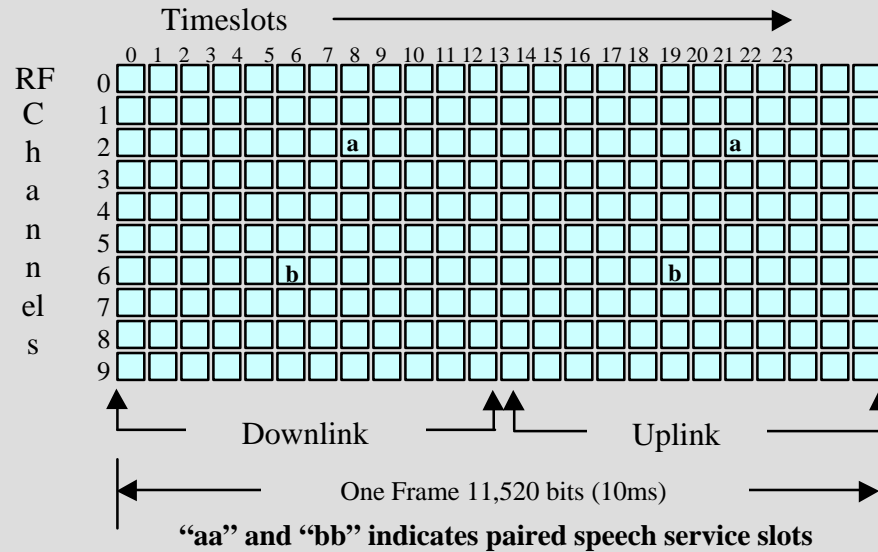 Timeslots
0 1 2 3 4 5 6 7 8 9 10 11 12 13 14 15 16 17 18 19 20 21 22 23
RF
C
h
a
n
n
el
s
0
1
2 a a
3
4
5
6 b b
7
8
9
Downlink Uplink
One Frame 11,520 bits (10ms)
“aa” and “bb” indicates paired speech service slots